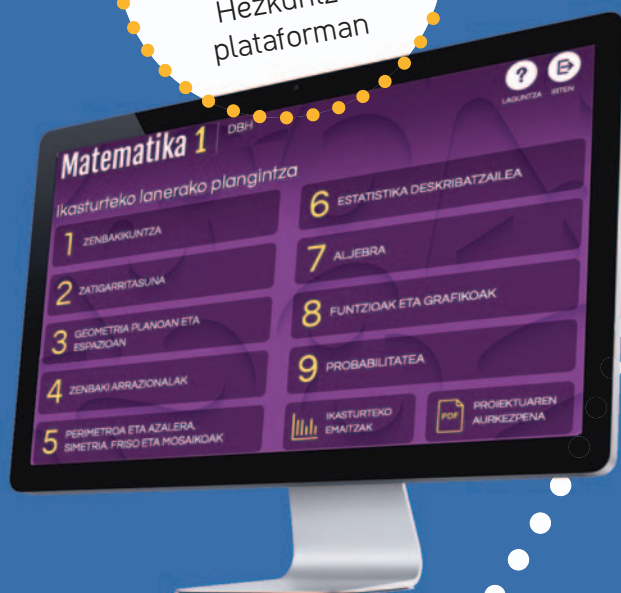 Hezkuntz
plataforman
Matematika 1
DBH
?
LAGUNTZA
IRTEN
Ikasturteko lanerako plangintza
1 ZENBAKIKUNTZA
2 ZATIGARRITASUNA
3 GEOMETRIA PLANOAN ETA
ESPAZIOAN
4 ZENBAKI ARRAZIONALAK
5 PERIMETROA ETA AZALERA.
SIMETRIA, FRISO ETA MOSAIKOAK
6 ESTATISTIKA DESKRIBATZAILEA
7 ALJEBRA
8 FUNTZIOAK ETA GRAFIKOAK
9 PROBABILITATEA
IKASTURTEKO
EMAITZAK
PDF
PROIEKTUAREN
AURKEZPENA